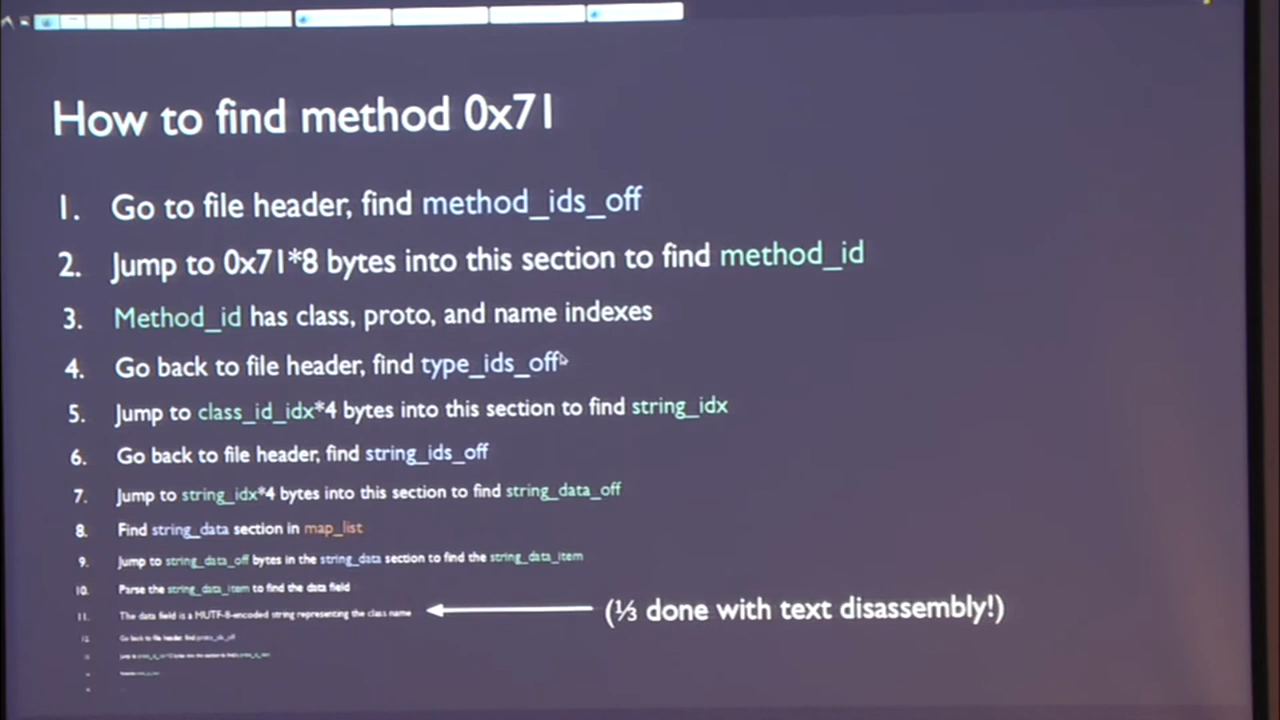 How to find method 0x71
1. Go to file header, find method_ids_off
2. Jump to 0x71*8 bytes into this section to find method_id
3. Method_id has class, proto, and name indexes
4. Go back to file header, find type_ids_off
5. Jump to class_id_idx*4 bytes into this section to find string_idx
6. Go back to file header, find string_ids_off
7. Jump to string_idx*4 bytes into this section to find string_data_off
8. Find string_data section in map_list
9. Jump to string_data_off bytes in the string_data section to find the string_data_item
10. Parse the string_data_item to find the data field
11. The data field is a MUTF-8-encoded string representing the class name
(⅓ done with text disassembly!)
12. Go back to file header find